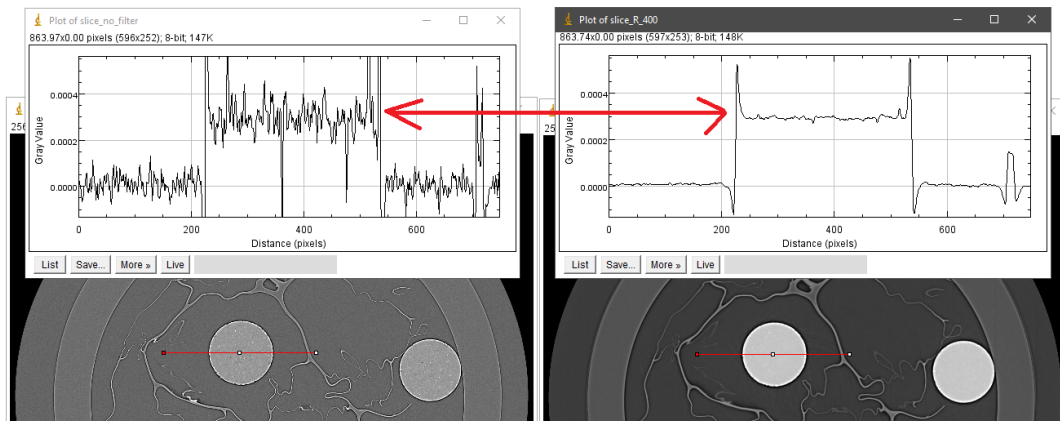 Plot of slice_no_filter
863.97x0.00 pixels (596x252); 8-bit; 147K
0.0004
0.0002
0.0000
Gray Value
0
200
400
600
Distance (pixels)
List
Save...
More »
Live
256
Plot of slice_R_400
863.74x0.00 pixels (597x253); 8-bit; 148K
0.0004
0.0002
0.0000
Gray Value
0
200
400
600
Distance (pixels)
List
Save...
More »
Live
25